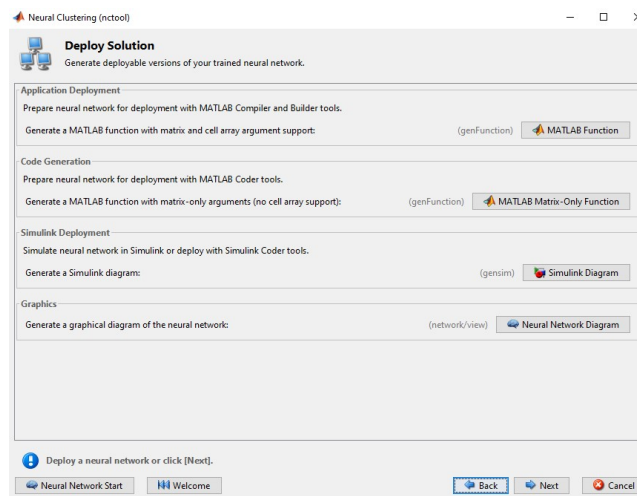 Neural Clustering (nctool)
Deploy Solution
Generate deployable versions of your trained neural network.
Application Deployment
Prepare neural network for deployment with MATLAB Compiler and Builder tools.
Generate a MATLAB function with matrix and cell array argument support: (genFunction) MATLAB Function
Code Generation
Prepare neural network for deployment with MATLAB Coder tools.
Generate a MATLAB function with matrix-only arguments (no cell array support): (genFunction) MATLAB Matrix-Only Function
Simulink Deployment
Simulate neural network in Simulink or deploy with Simulink Coder tools.
Generate a Simulink diagram: (gensim) Simulink Diagram
Graphics
Generate a graphical diagram of the neural network: (network/view) Neural Network Diagram
Deploy a neural network or click [Next].
Neural Network Start Welcome Back Next Cancel